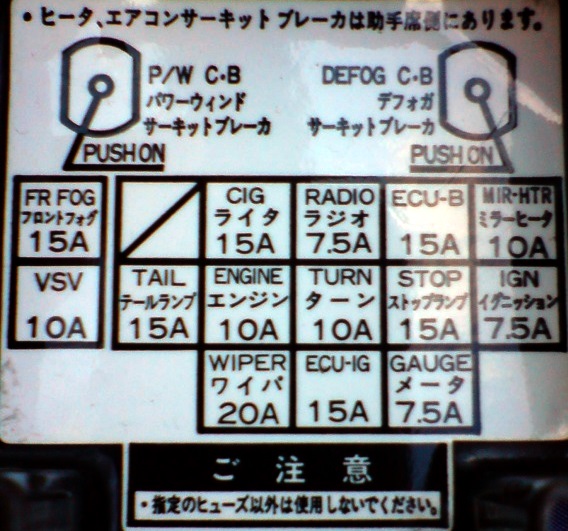 ・ヒータ、エアコンサーキットブレーカは助手席側にあります。
P/W C・B
パワーウィンド
サーキットブレーカ
PUSH ON
DEFOG C・B
デフォガ
サーキットブレーカ
PUSH ON
FR FOG
フロントフォグ
15A
CIG
ライタ
15A
RADIO
ラジオ
7.5A
ECU-B
15A
MIR-HTR
ミラーヒータ
10A
VSV
10A
TAIL
テールランプ
15A
ENGINE
エンジン
10A
TURN
ターン
10A
STOP
ストップランプ
15A
IGN
イグニッション
7.5A
WIPER
ワイパ
20A
ECU-IG
15A
GAUGE
メータ
7.5A
ご注意
・指定のヒューズ以外は使用しないでください。